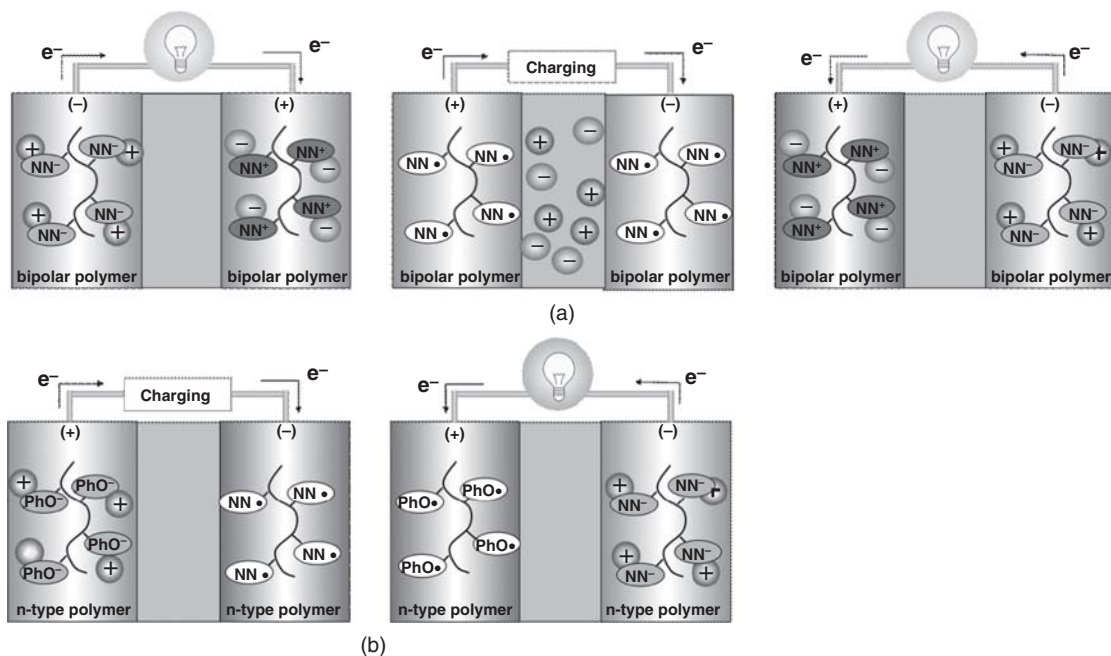 e⁻ e⁻
(–) (+)
NN⁻ NN⁻ NN⁻ NN⁻
+ + + +
NN⁺ NN⁺ NN⁺ NN⁺
– – – –
bipolar polymer bipolar polymer
e⁻ Charging e⁻
(+) (–)
NN • NN • NN • NN •
+ – – + + – + + – –
NN • NN • NN • NN •
bipolar polymer bipolar polymer
e⁻ e⁻
(+) (–)
NN⁺ NN⁺ NN⁺ NN⁺
– – – –
NN⁻ NN⁻ NN⁻ NN⁻
+ + + +
bipolar polymer bipolar polymer
(a)
e⁻ Charging e⁻
(+) (–)
PhO⁻ PhO⁻ PhO⁻ PhO⁻
+ + +
NN • NN • NN • NN •
n-type polymer n-type polymer
e⁻ e⁻
(+) (–)
PhO• PhO• PhO• PhO•
NN⁻ NN⁻ NN⁻ NN⁻
+ + + +
n-type polymer n-type polymer
(b)